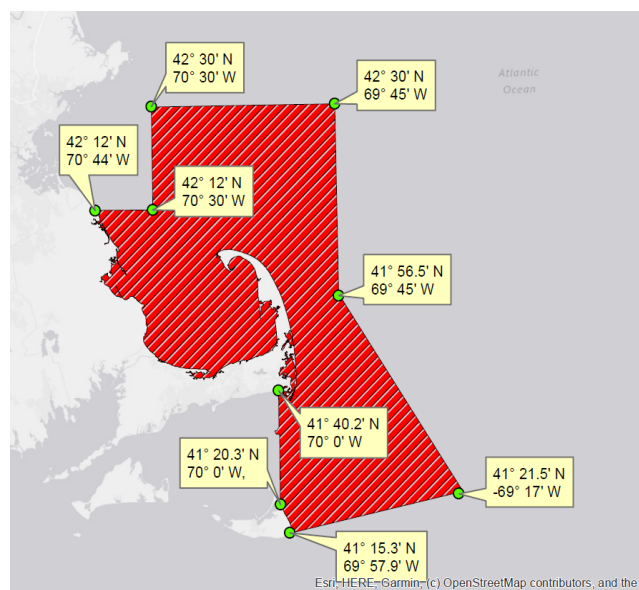 42° 30' N
70° 30' W
42° 30' N
69° 45' W
Atlantic
Ocean
42° 12' N
70° 44' W
42° 12' N
70° 30' W
41° 56.5' N
69° 45' W
41° 40.2' N
70° 0' W
41° 20.3' N
70° 0' W,
41° 21.5' N
-69° 17' W
41° 15.3' N
69° 57.9' W
Esri, HERE, Garmin, (c) OpenStreetMap contributors, and the